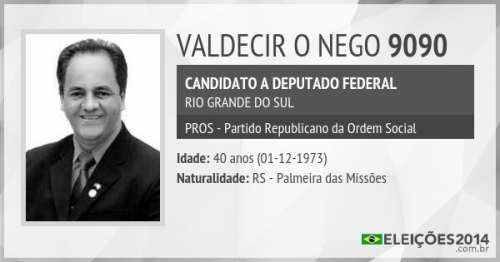 VALDECIR O NEGO 9090
CANDIDATO A DEPUTADO FEDERAL
RIO GRANDE DO SUL
PROS - Partido Republicano da Ordem Social
Idade: 40 anos (01-12-1973)
Naturalidade: RS - Palmeira das Missões
ELEIÇÕES2014
.com.br